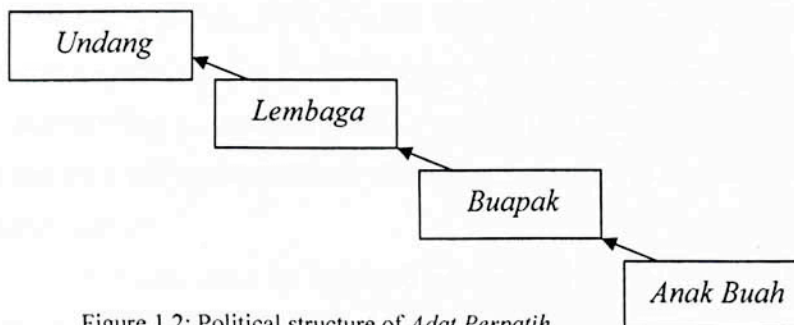 Undang
Lembaga
Buapak
Anak Buah
Figure 1.2: Political structure of Adat Perpatih